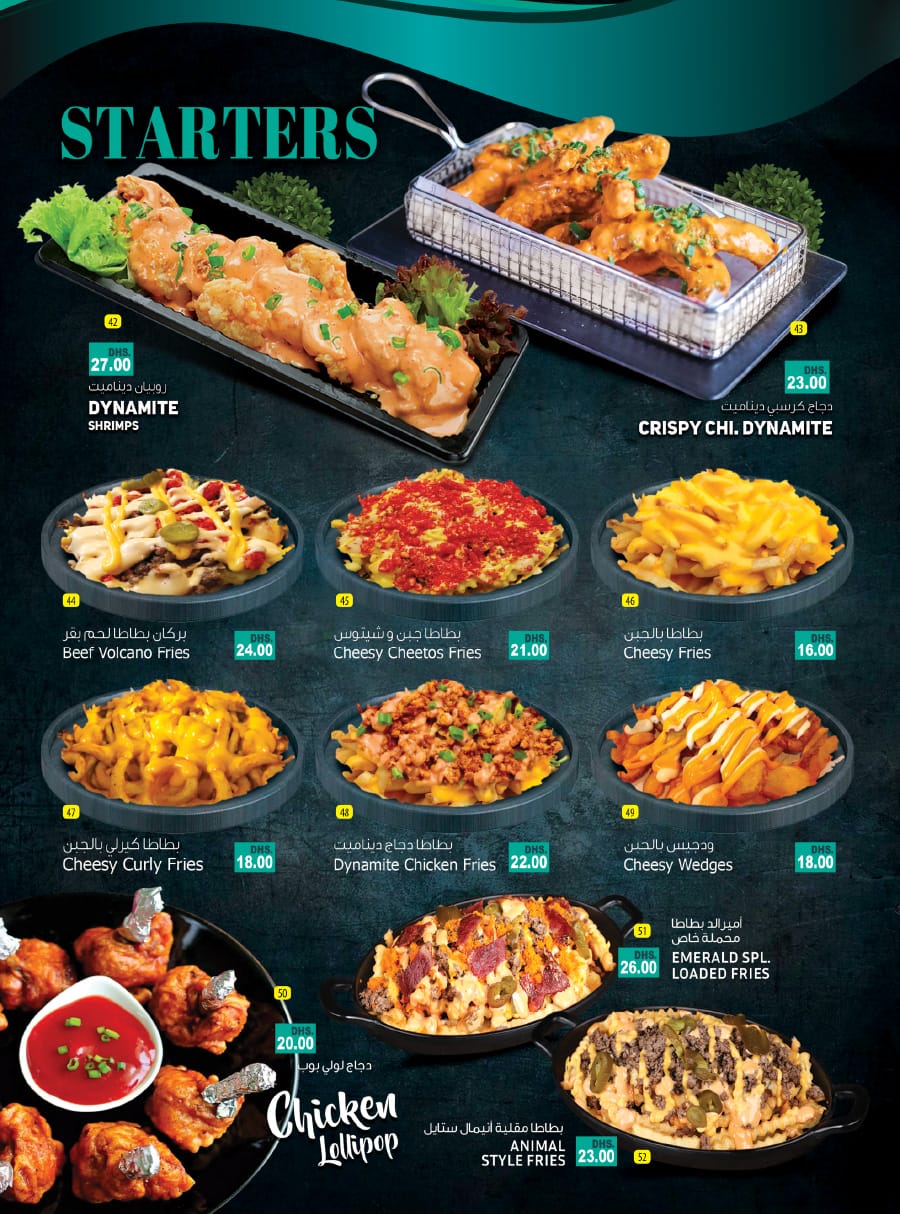 STARTERS
42
DHS.
27.00
روبيان ديناميت
DYNAMITE
SHRIMPS
43
DHS.
23.00
دجاج كرسبي ديناميت
CRISPY CHI. DYNAMITE
44
بركان بطاطا لحم بقر
Beef Volcano Fries
DHS.
24.00
45
بطاطا جبن و شيتوس
Cheesy Cheetos Fries
DHS.
21.00
46
بطاطا بالجبن
Cheesy Fries
DHS.
16.00
47
بطاطا كيرلي بالجبن
Cheesy Curly Fries
DHS.
18.00
48
بطاطا دجاج ديناميت
Dynamite Chicken Fries
DHS.
22.00
49
ودجيس بالجبن
Cheesy Wedges
DHS.
18.00
50
DHS.
20.00
دجاج لولي بوب
Chicken
Lollipop
51
DHS.
26.00
أميرالد بطاطا
محملة خاص
EMERALD SPL.
LOADED FRIES
بطاطا مقلية أنيمال ستايل
ANIMAL
STYLE FRIES
DHS.
23.00
52